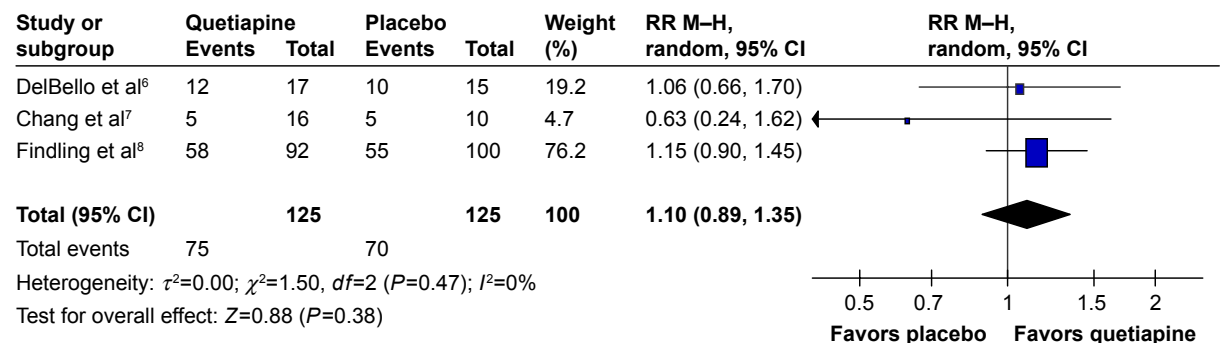 Study or Quetiapine Placebo Weight RR M–H, RR M–H,
subgroup Events Total Events Total (%) random, 95% CI random, 95% CI
DelBello et al⁶ 12 17 10 15 19.2 1.06 (0.66, 1.70)
Chang et al⁷ 5 16 5 10 4.7 0.63 (0.24, 1.62)
Findling et al⁸ 58 92 55 100 76.2 1.15 (0.90, 1.45)
Total (95% CI) 125 125 100 1.10 (0.89, 1.35)
Total events 75 70
Heterogeneity: τ²=0.00; χ²=1.50, df=2 (P=0.47); I²=0%
Test for overall effect: Z=0.88 (P=0.38)
0.5 0.7 1 1.5 2
Favors placebo Favors quetiapine